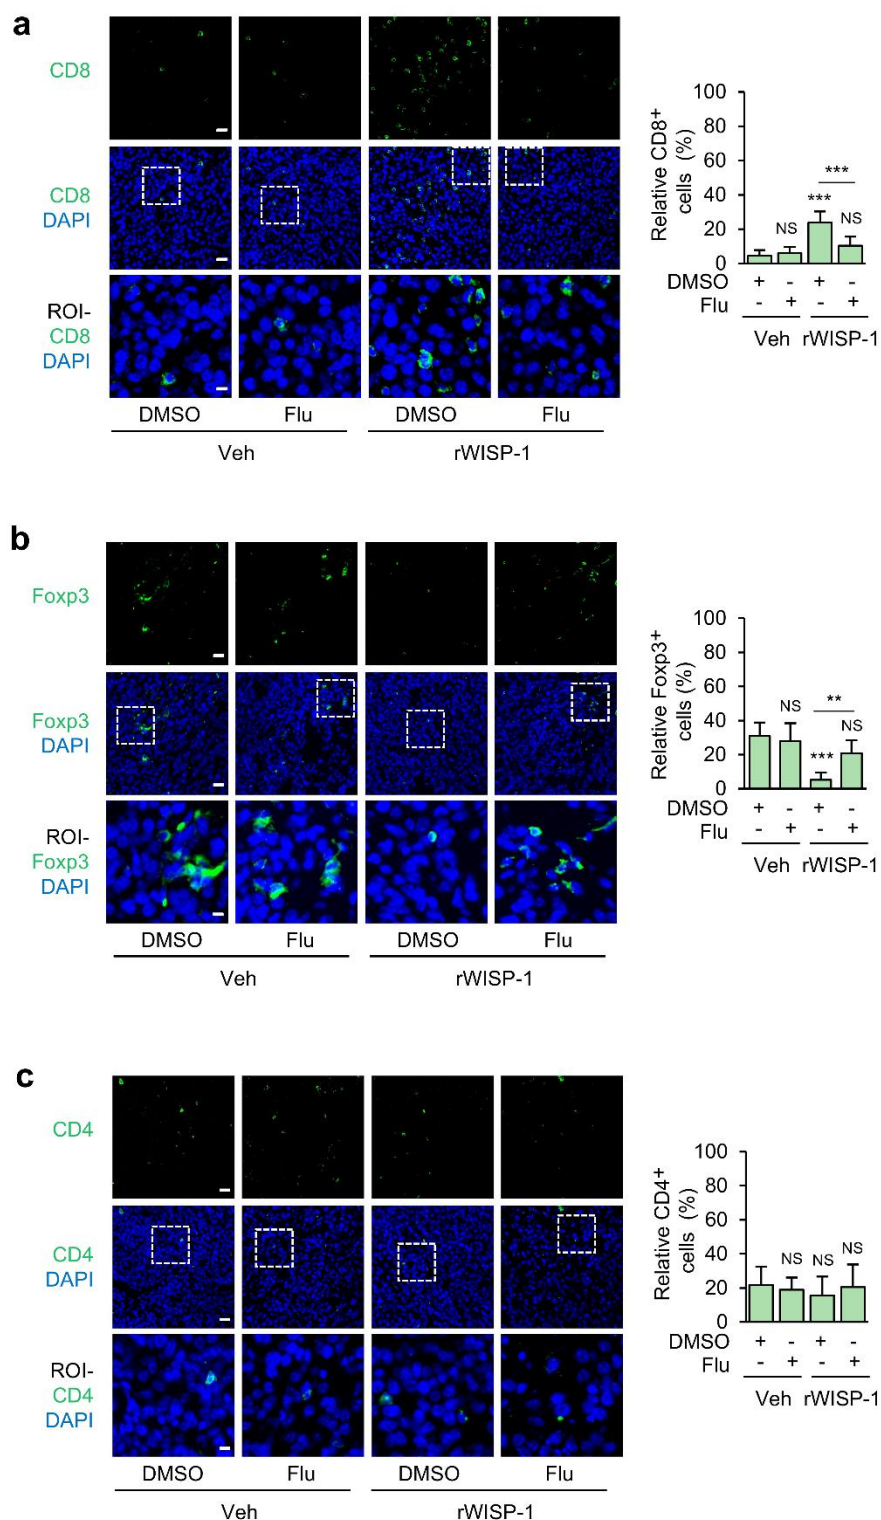 a
CD8
CD8
DAPI
ROI-
CD8
DAPI
DMSO Flu DMSO Flu
Veh rWISP-1
Relative CD8+
cells (%)
100
80
60
40
20
0
NS *** *** NS
DMSO + - + -
Flu - + - +
Veh rWISP-1
b
Foxp3
Foxp3
DAPI
ROI-
Foxp3
DAPI
DMSO Flu DMSO Flu
Veh rWISP-1
Relative Foxp3+
cells (%)
100
80
60
40
20
0
NS *** ** NS
DMSO + - + -
Flu - + - +
Veh rWISP-1
c
CD4
CD4
DAPI
ROI-
CD4
DAPI
DMSO Flu DMSO Flu
Veh rWISP-1
Relative CD4+
cells (%)
100
80
60
40
20
0
NS NS NS
DMSO + - + -
Flu - + - +
Veh rWISP-1